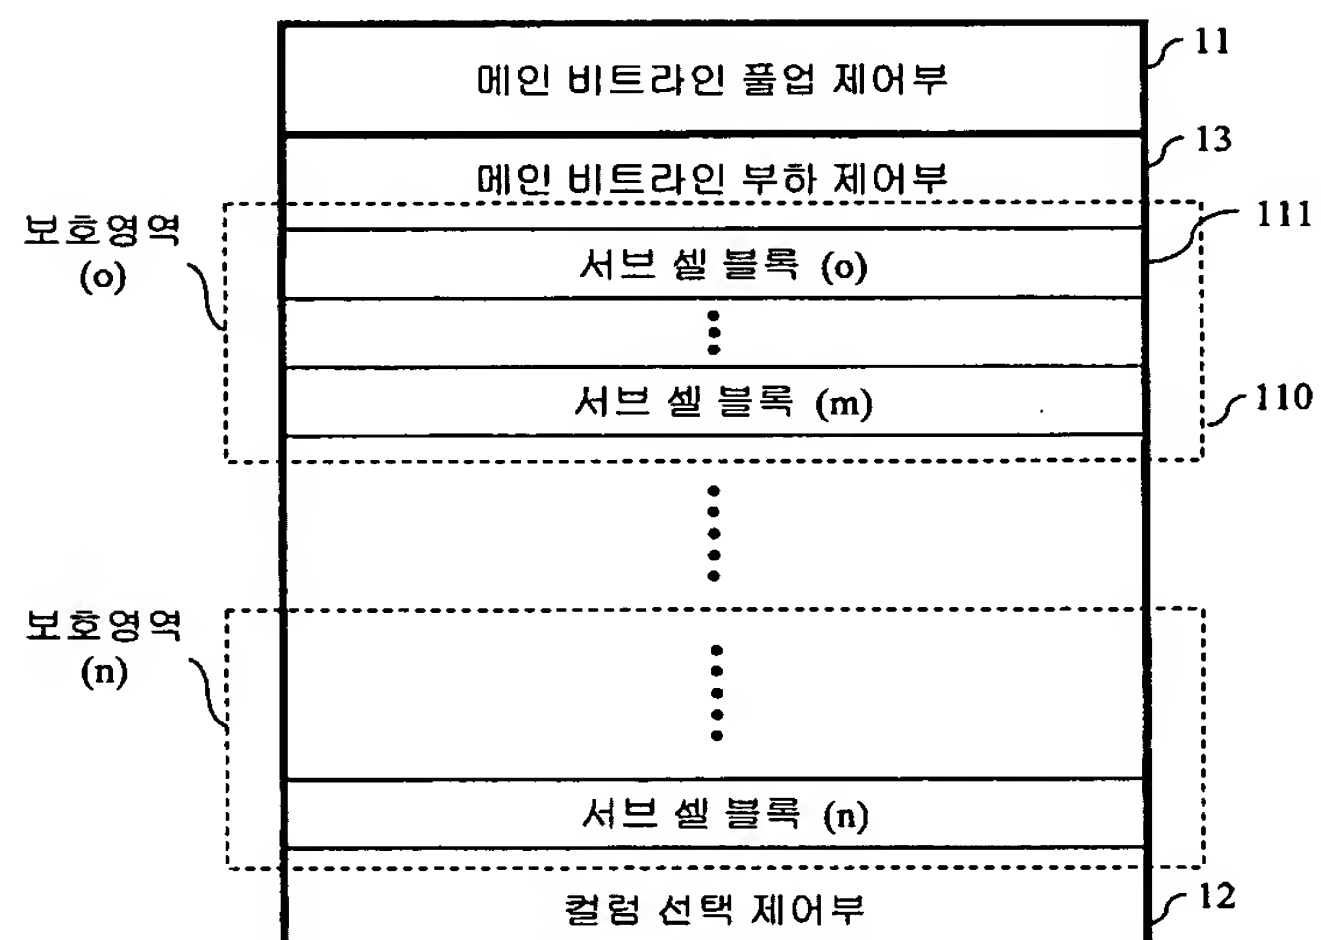 메인 비트라인 풀업 제어부
11
메인 비트라인 부하 제어부
13
보호영역
(o)
서브 셀 블록 (o)
111
서브 셀 블록 (m)
110
보호영역
(n)
서브 셀 블록 (n)
컬럼 선택 제어부
12